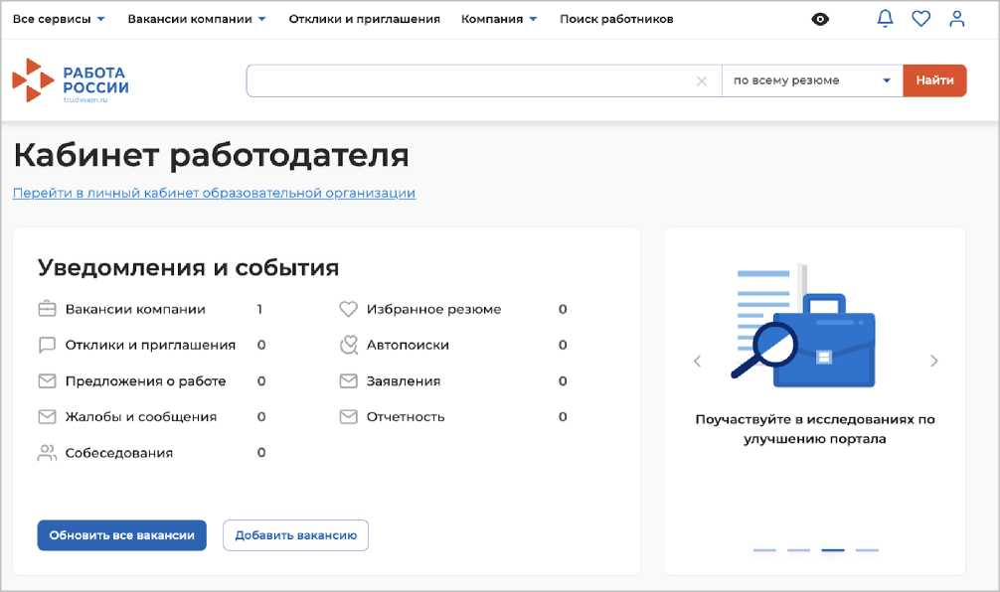 Все сервисы Вакансии компании Отклики и приглашения Компания Поиск работников
РАБОТА
РОССИИ
trudvsem.ru
по всему резюме Найти
Кабинет работодателя
Перейти в личный кабинет образовательной организации
Уведомления и события
Вакансии компании 1 Избранное резюме 0
Отклики и приглашения 0 Автопоиски 0
Предложения о работе 0 Заявления 0
Жалобы и сообщения 0 Отчетность 0
Собеседования 0
Поучаствуйте в исследованиях по
улучшению портала
Обновить все вакансии Добавить вакансию